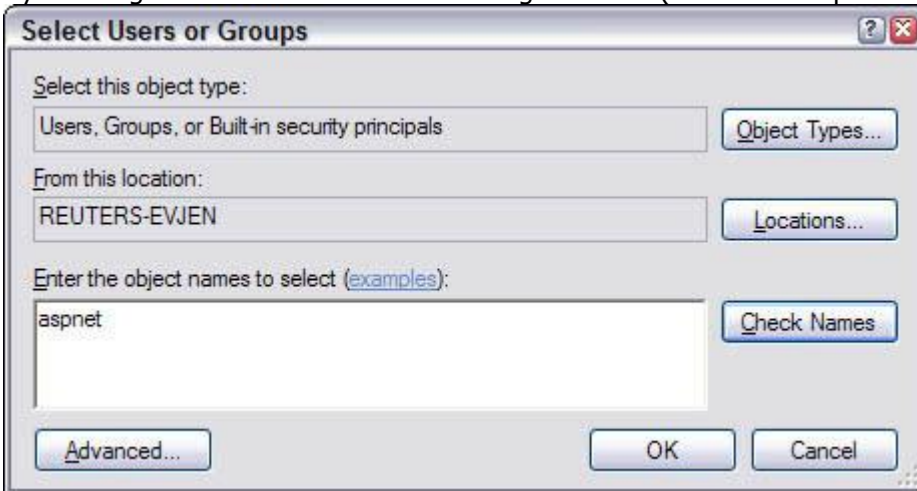 Select Users or Groups
Select this object type:
Users, Groups, or Built-in security principals
Object Types...
From this location:
REUTERS-EVJEN
Locations...
Enter the object names to select (examples):
aspnet
Check Names
Advanced...
OK
Cancel